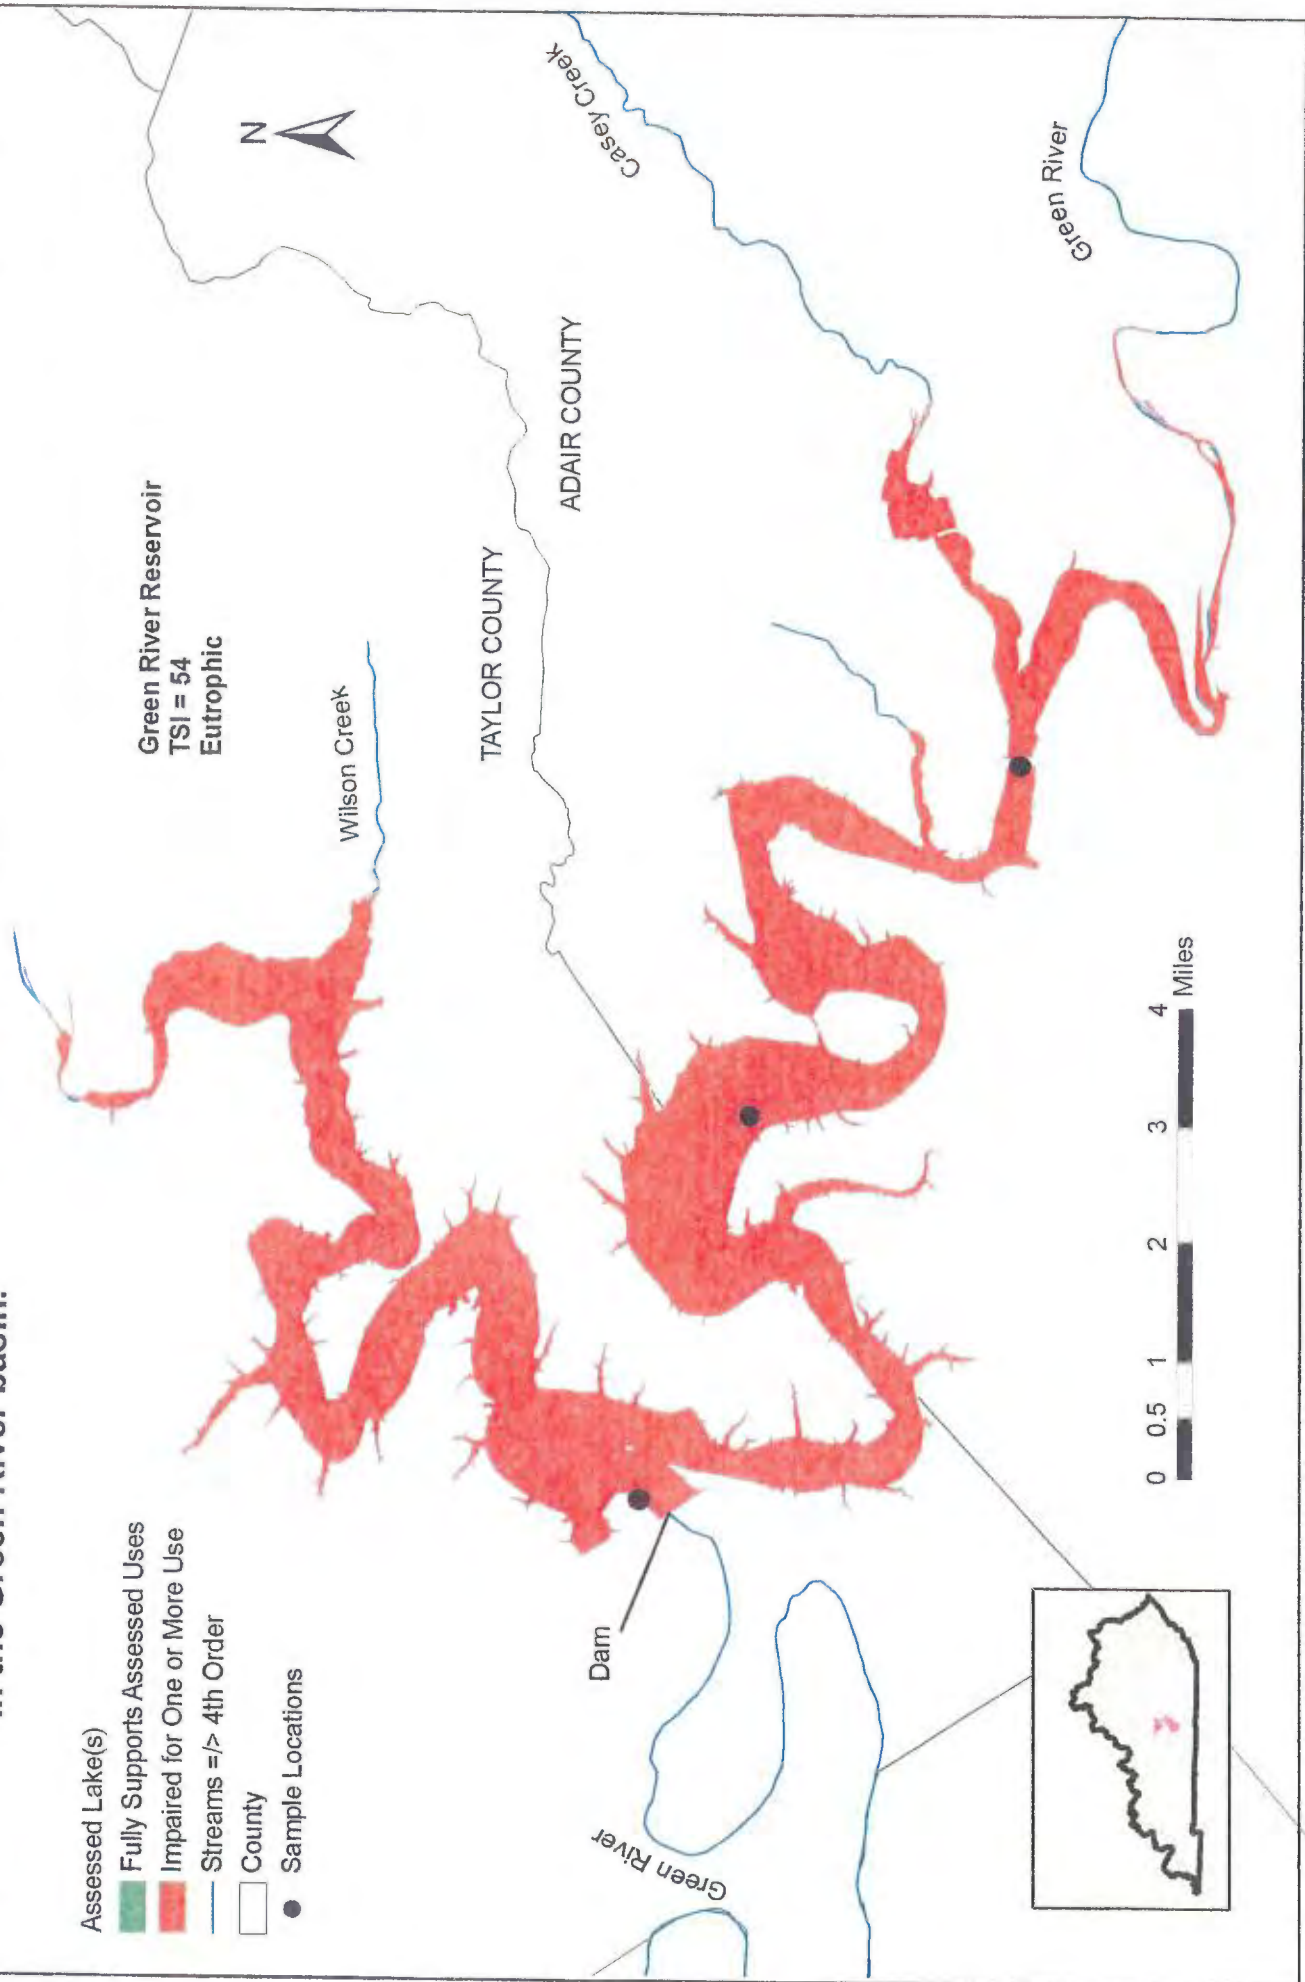 in the Green River basin.
Assessed Lake(s)
Fully Supports Assessed Uses
Impaired for One or More Use
Streams =/> 4th Order
County
Sample Locations
Green River Reservoir
TSI = 54
Eutrophic
N
Wilson Creek
TAYLOR COUNTY
ADAIR COUNTY
Casey Creek
Green River
Dam
Green River
0 0.5 1 2 3 4
Miles